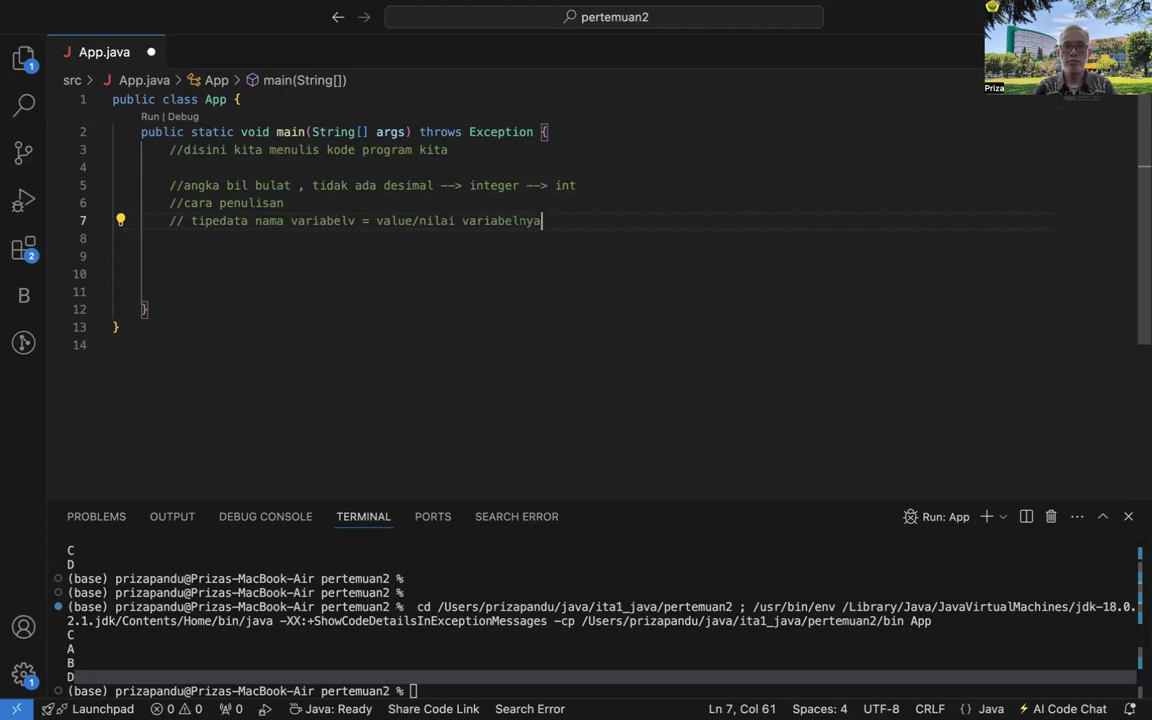 pertemuan2
App.java
src > App.java > App > main(String[])
1 public class App {
Run | Debug
2 public static void main(String[] args) throws Exception {
3 //disini kita menulis kode program kita
4
5 //angka bil bulat , tidak ada desimal --> integer --> int
6 //cara penulisan
7 // tipedata nama variabelv = value/nilai variabelnya
8
9
10
11
12 }
13 }
14
Priza
1
2
B
1
PROBLEMS OUTPUT DEBUG CONSOLE TERMINAL PORTS SEARCH ERROR
Run: App
C
D
(base) prizapandu@Prizas-MacBook-Air pertemuan2 %
(base) prizapandu@Prizas-MacBook-Air pertemuan2 %
(base) prizapandu@Prizas-MacBook-Air pertemuan2 % cd /Users/prizapandu/java/ita1_java/pertemuan2 ; /usr/bin/env /Library/Java/JavaVirtualMachines/jdk-18.0.
2.1.jdk/Contents/Home/bin/java -XX:+ShowCodeDetailsInExceptionMessages -cp /Users/prizapandu/java/ita1_java/pertemuan2/bin App
C
A
B
D
(base) prizapandu@Prizas-MacBook-Air pertemuan2 %
Launchpad 0 0 0 Java: Ready Share Code Link Search Error Ln 7, Col 61 Spaces: 4 UTF-8 CRLF {} Java AI Code Chat